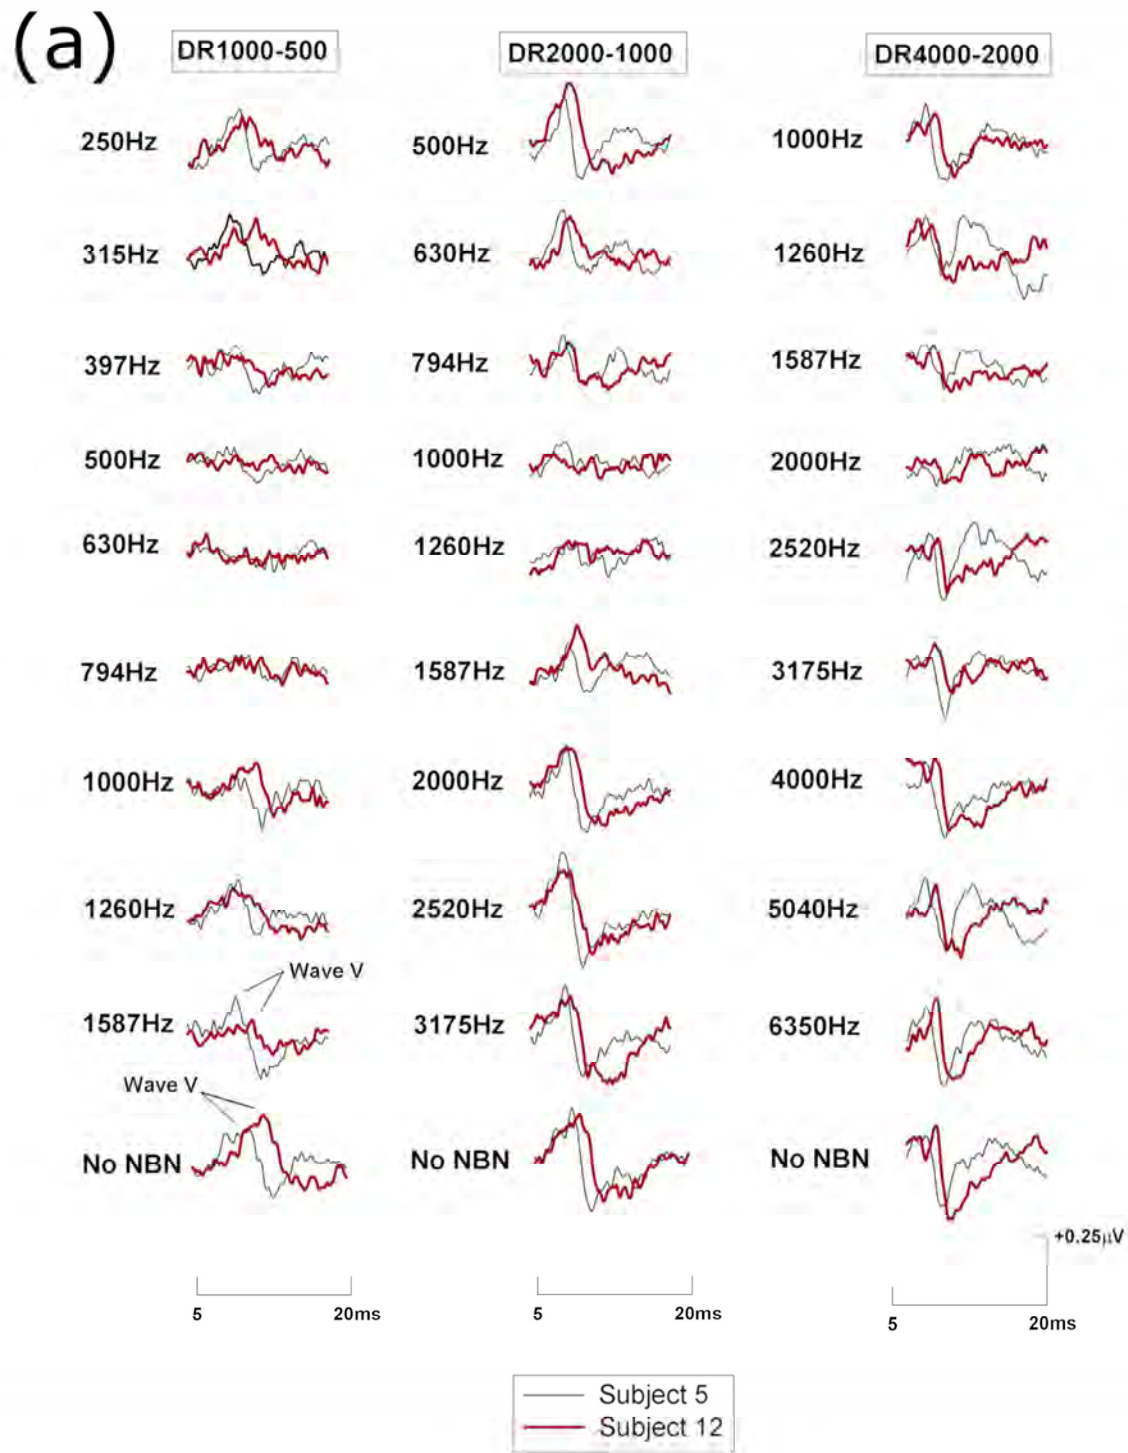 (a)
DR1000-500 DR2000-1000 DR4000-2000
250Hz 500Hz 1000Hz
315Hz 630Hz 1260Hz
397Hz 794Hz 1587Hz
500Hz 1000Hz 2000Hz
630Hz 1260Hz 2520Hz
794Hz 1587Hz 3175Hz
1000Hz 2000Hz 4000Hz
1260Hz 2520Hz 5040Hz
Wave V
1587Hz 3175Hz 6350Hz
Wave V
No NBN No NBN No NBN
+0.25µV
5 20ms 5 20ms 5 20ms
Subject 5
Subject 12